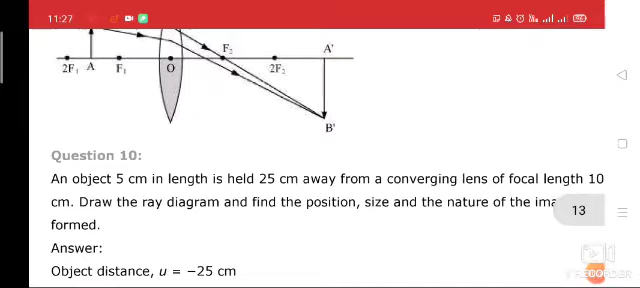 11:27
F₂ A'
2F₁ A F₁ O 2F₂
B'
Question 10:
An object 5 cm in length is held 25 cm away from a converging lens of focal length 10
cm. Draw the ray diagram and find the position, size and the nature of the ima
13
formed.
Answer:
Object distance, u = −25 cm